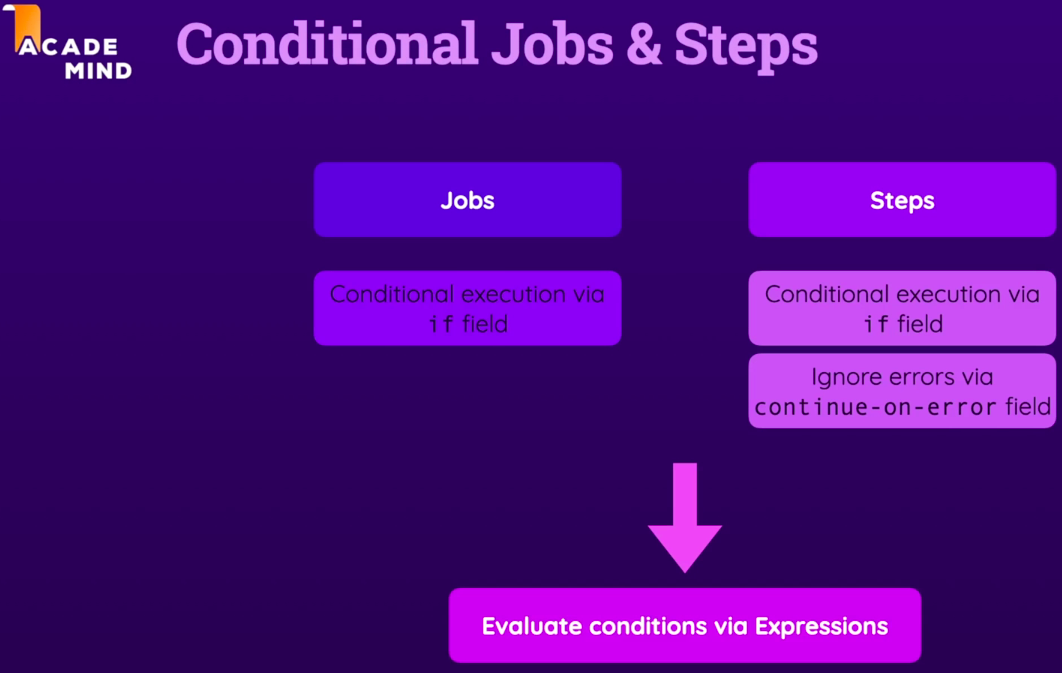 ACADE
MIND
Conditional Jobs & Steps
Jobs
Conditional execution via
if field
Steps
Conditional execution via
if field
Ignore errors via
continue-on-error field
Evaluate conditions via Expressions